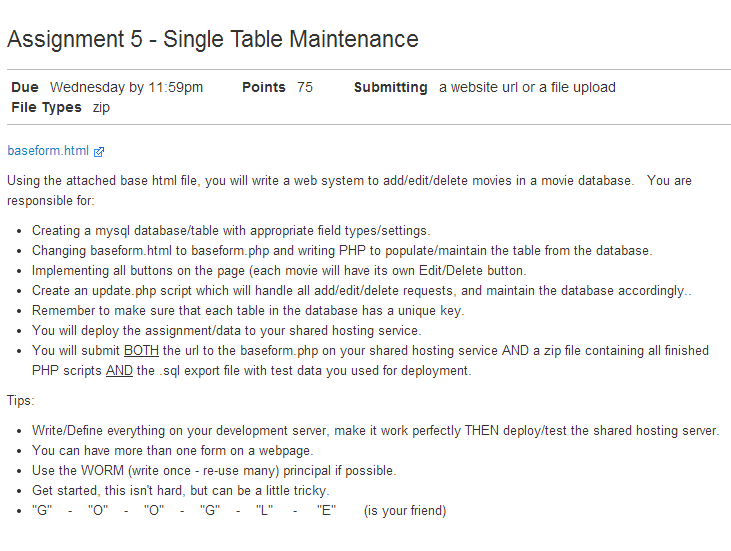 Assignment 5 - Single Table Maintenance
Due Wednesday by 11:59pm Points 75 Submitting a website url or a file upload
File Types zip
baseform.html
Using the attached base html file, you will write a web system to add/edit/delete movies in a movie database. You are
responsible for:
• Creating a mysql database/table with appropriate field types/settings.
• Changing baseform.html to baseform.php and writing PHP to populate/maintain the table from the database.
• Implementing all buttons on the page (each movie will have its own Edit/Delete button.
• Create an update.php script which will handle all add/edit/delete requests, and maintain the database accordingly..
• Remember to make sure that each table in the database has a unique key.
• You will deploy the assignment/data to your shared hosting service.
• You will submit BOTH the url to the baseform.php on your shared hosting service AND a zip file containing all finished
PHP scripts AND the .sql export file with test data you used for deployment.
Tips:
• Write/Define everything on your development server, make it work perfectly THEN deploy/test the shared hosting server.
• You can have more than one form on a webpage.
• Use the WORM (write once - re-use many) principal if possible.
• Get started, this isn't hard, but can be a little tricky.
• "G" - "O" - "O" - "G" - "L" - "E" (is your friend)